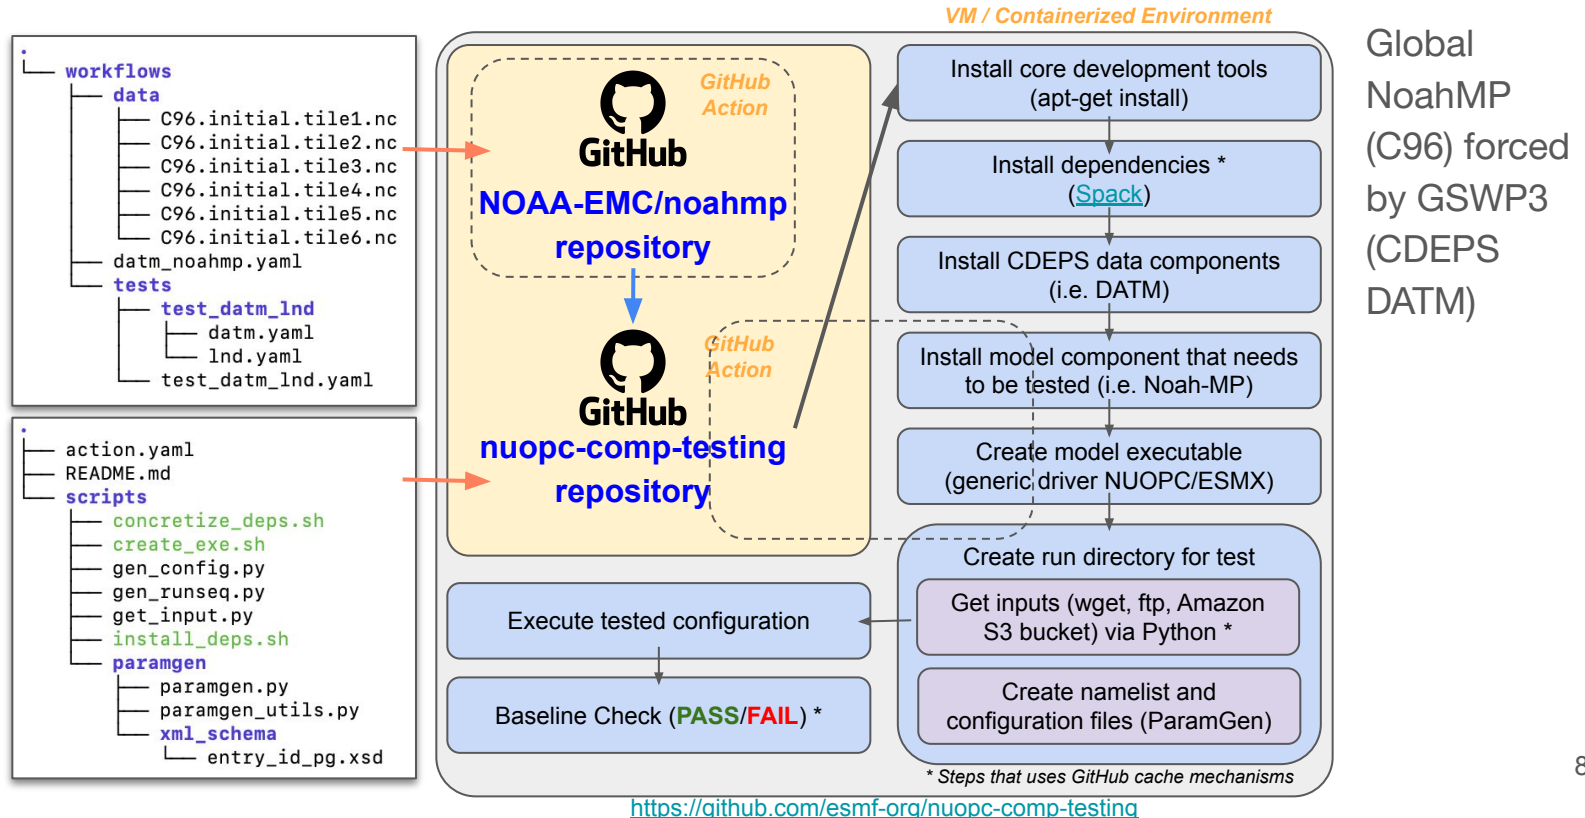 VM / Containerized Environment
.
└── workflows
├── data
│   ├── C96.initial.tile1.nc
│   ├── C96.initial.tile2.nc
│   ├── C96.initial.tile3.nc
│   ├── C96.initial.tile4.nc
│   ├── C96.initial.tile5.nc
│   └── C96.initial.tile6.nc
├── datm_noahmp.yaml
└── tests
├── test_datm_lnd
│   ├── datm.yaml
│   └── lnd.yaml
└── test_datm_lnd.yaml
.
├── action.yaml
├── README.md
└── scripts
├── concretize_deps.sh
├── create_exe.sh
├── gen_config.py
├── gen_runseq.py
├── get_input.py
├── install_deps.sh
└── paramgen
├── paramgen.py
├── paramgen_utils.py
└── xml_schema
└── entry_id_pg.xsd
GitHub
Action
GitHub
NOAA-EMC/noahmp
repository
GitHub
Action
GitHub
nuopc-comp-testing
repository
Install core development tools
(apt-get install)
Install dependencies *
(Spack)
Install CDEPS data components
(i.e. DATM)
Install model component that needs
to be tested (i.e. Noah-MP)
Create model executable
(generic driver NUOPC/ESMX)
Create run directory for test
Get inputs (wget, ftp, Amazon
S3 bucket) via Python *
Create namelist and
configuration files (ParamGen)
Execute tested configuration
Baseline Check (PASS/FAIL) *
* Steps that uses GitHub cache mechanisms
https://github.com/esmf-org/nuopc-comp-testing
Global
NoahMP
(C96) forced
by GSWP3
(CDEPS
DATM)
8